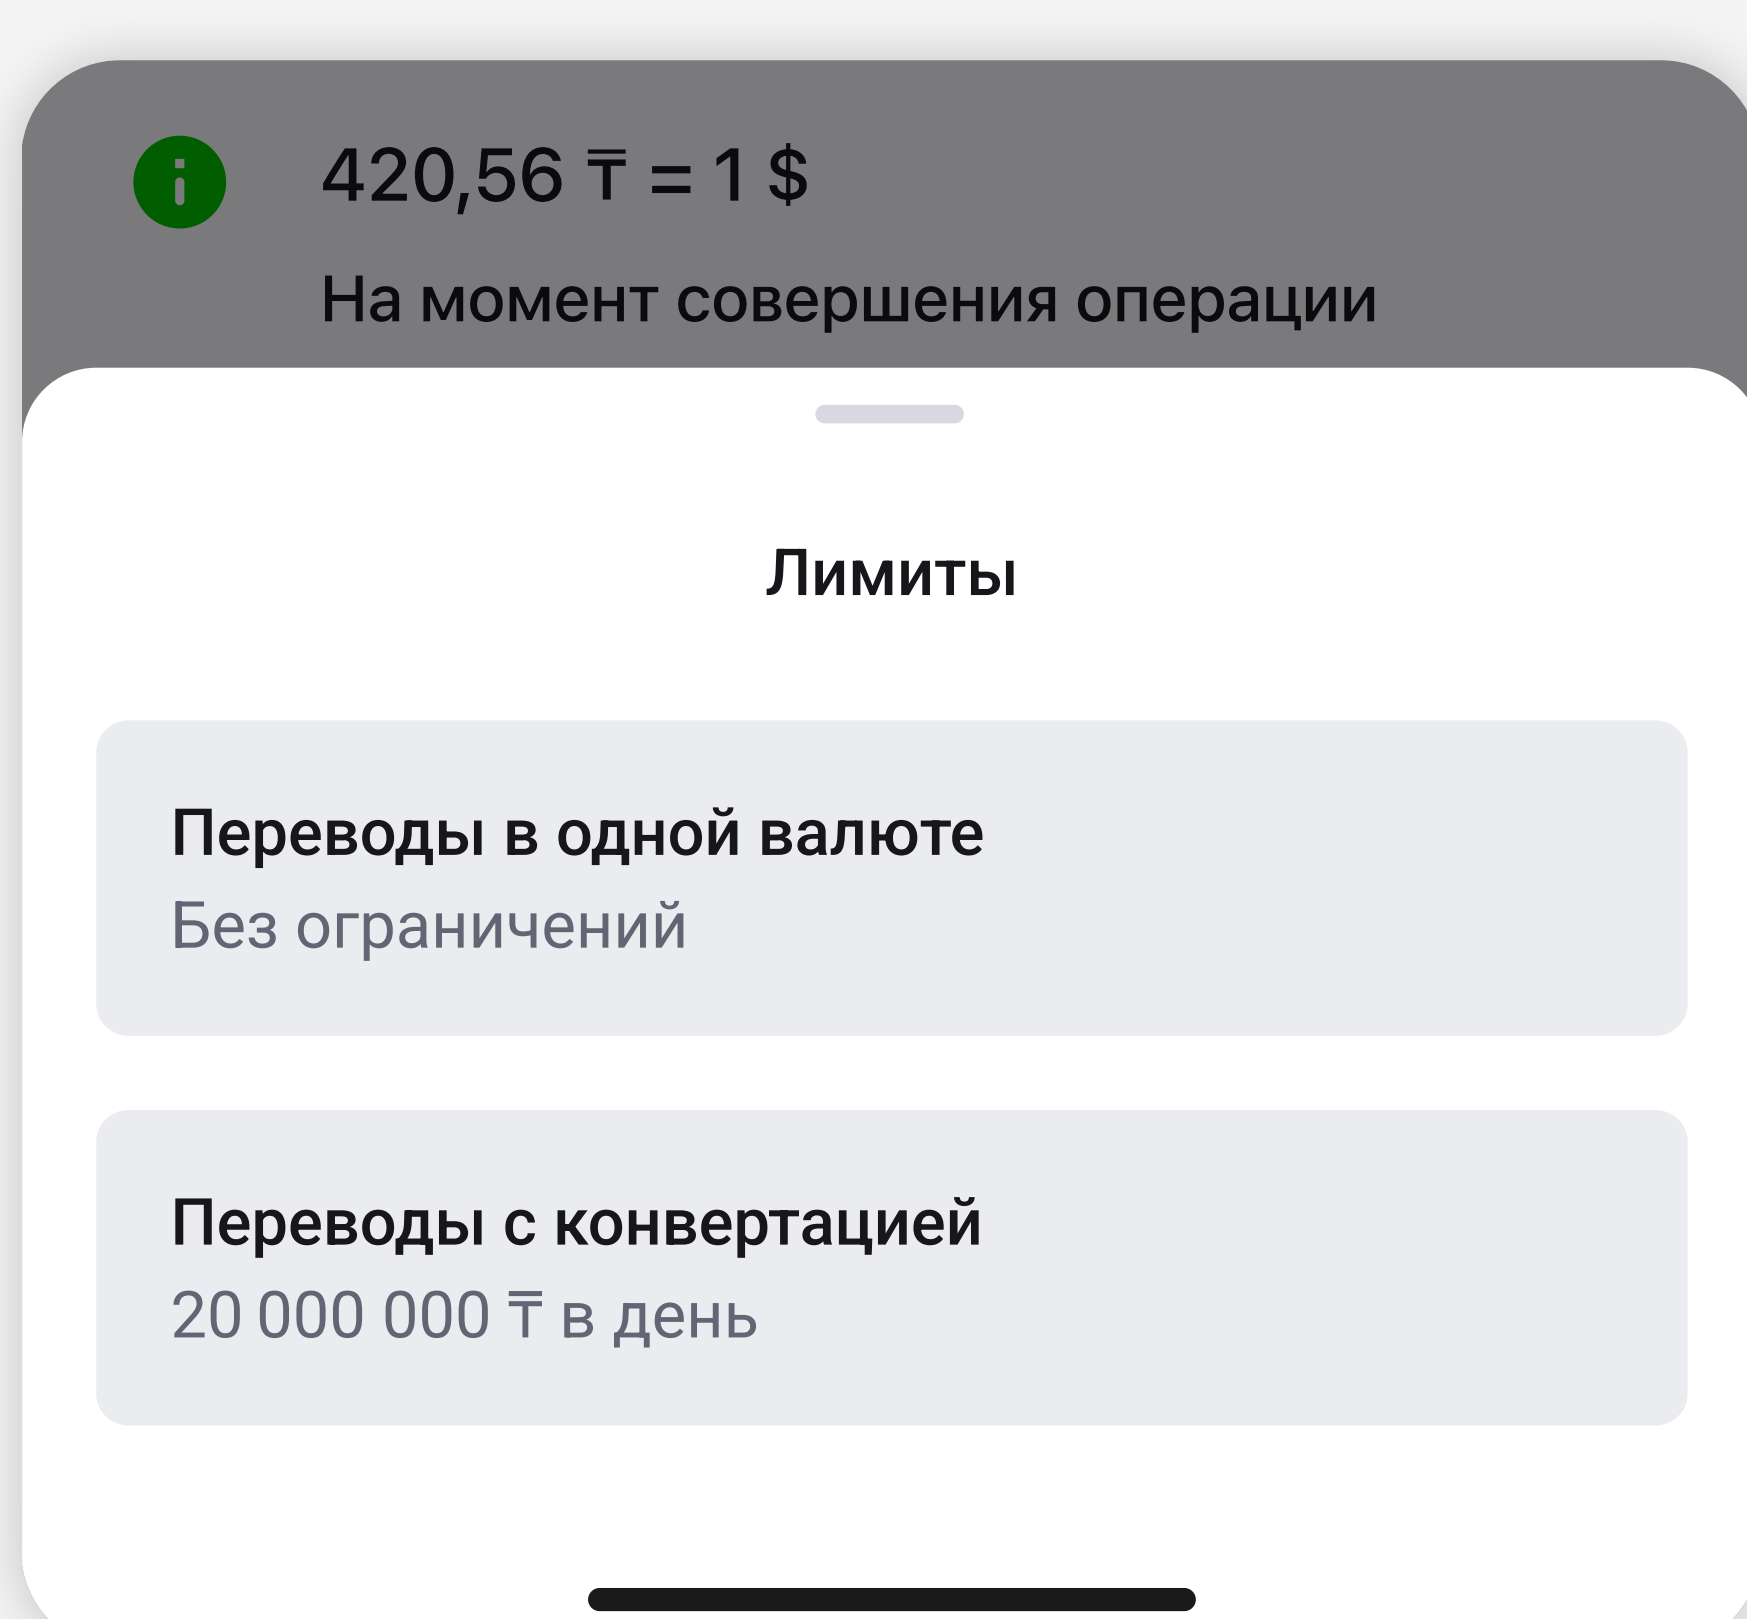 420,56 ₸ = 1 $
На момент совершения операции
Лимиты
Переводы в одной валюте
Без ограничений
Переводы с конвертацией
20 000 000 ₸ в день